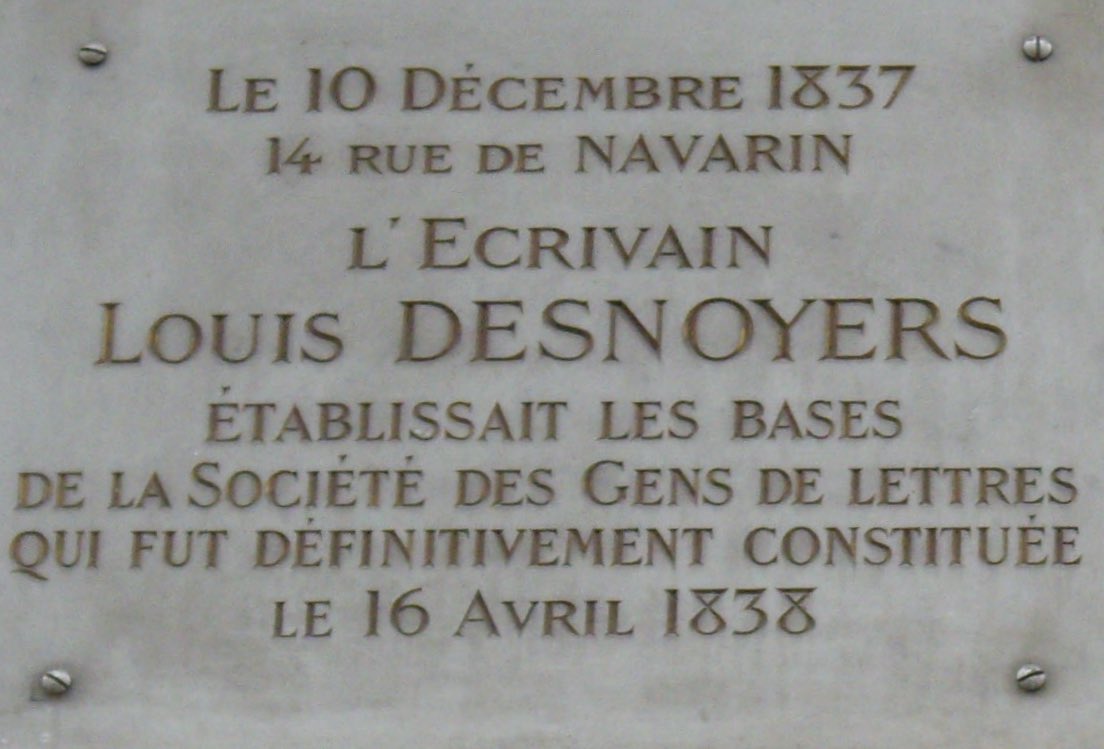 LE 10 DÉCEMBRE 1837
14 RUE DE NAVARIN
L'ECRIVAIN
LOUIS DESNOYERS
ÉTABLISSAIT LES BASES
DE LA SOCIÉTÉ DES GENS DE LETTRES
QUI FUT DÉFINITIVEMENT CONSTITUÉE
LE 16 AVRIL 1838